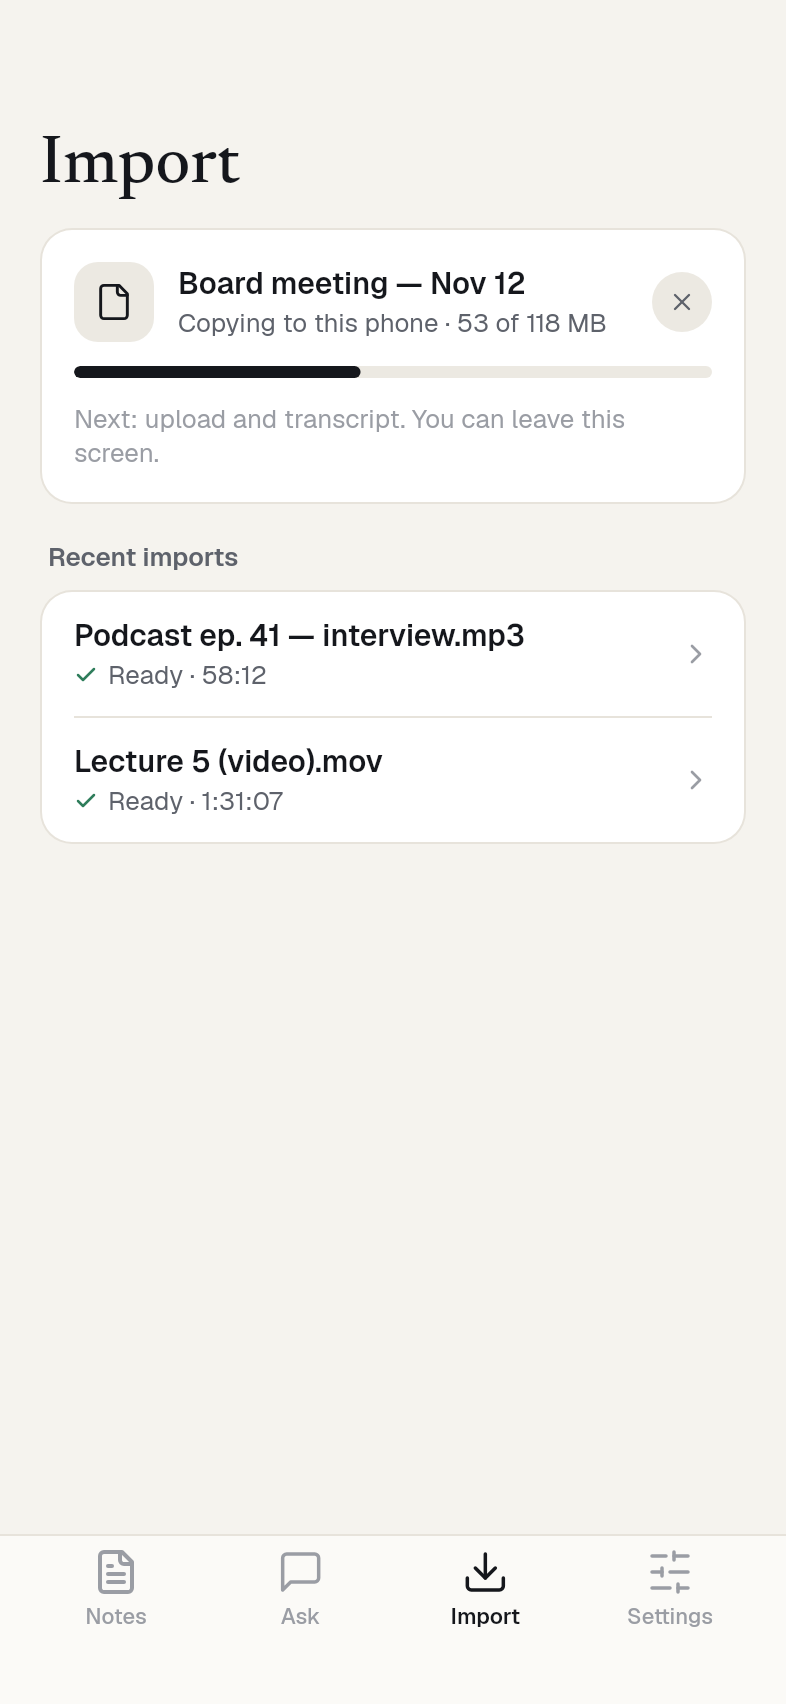 Import
Board meeting — Nov 12
Copying to this phone · 53 of 118 MB
Next: upload and transcript. You can leave this
screen.
Recent imports
Podcast ep. 41 — interview.mp3
Ready · 58:12
Lecture 5 (video).mov
Ready · 1:31:07
Notes
Ask
Import
Settings